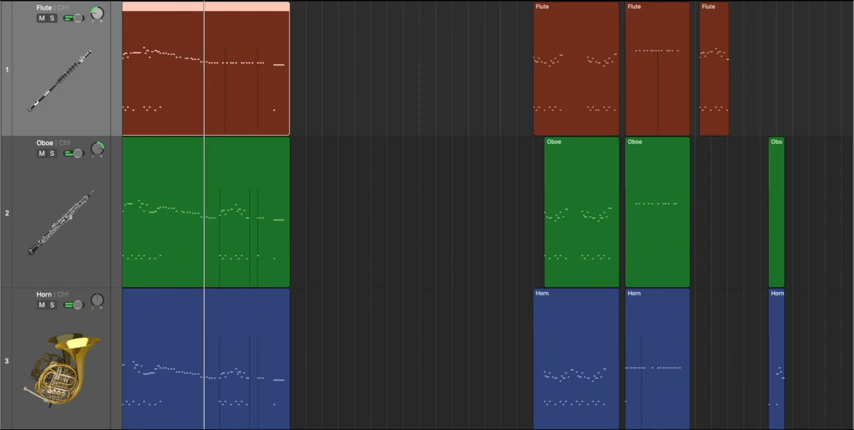 Flute | Ch1
M S
1
Flute
Flute
Flute
Oboe | Ch1
M S
2
Oboe
Oboe
Obo
Horn | Ch1
M S
3
Horn
Horn
Horn